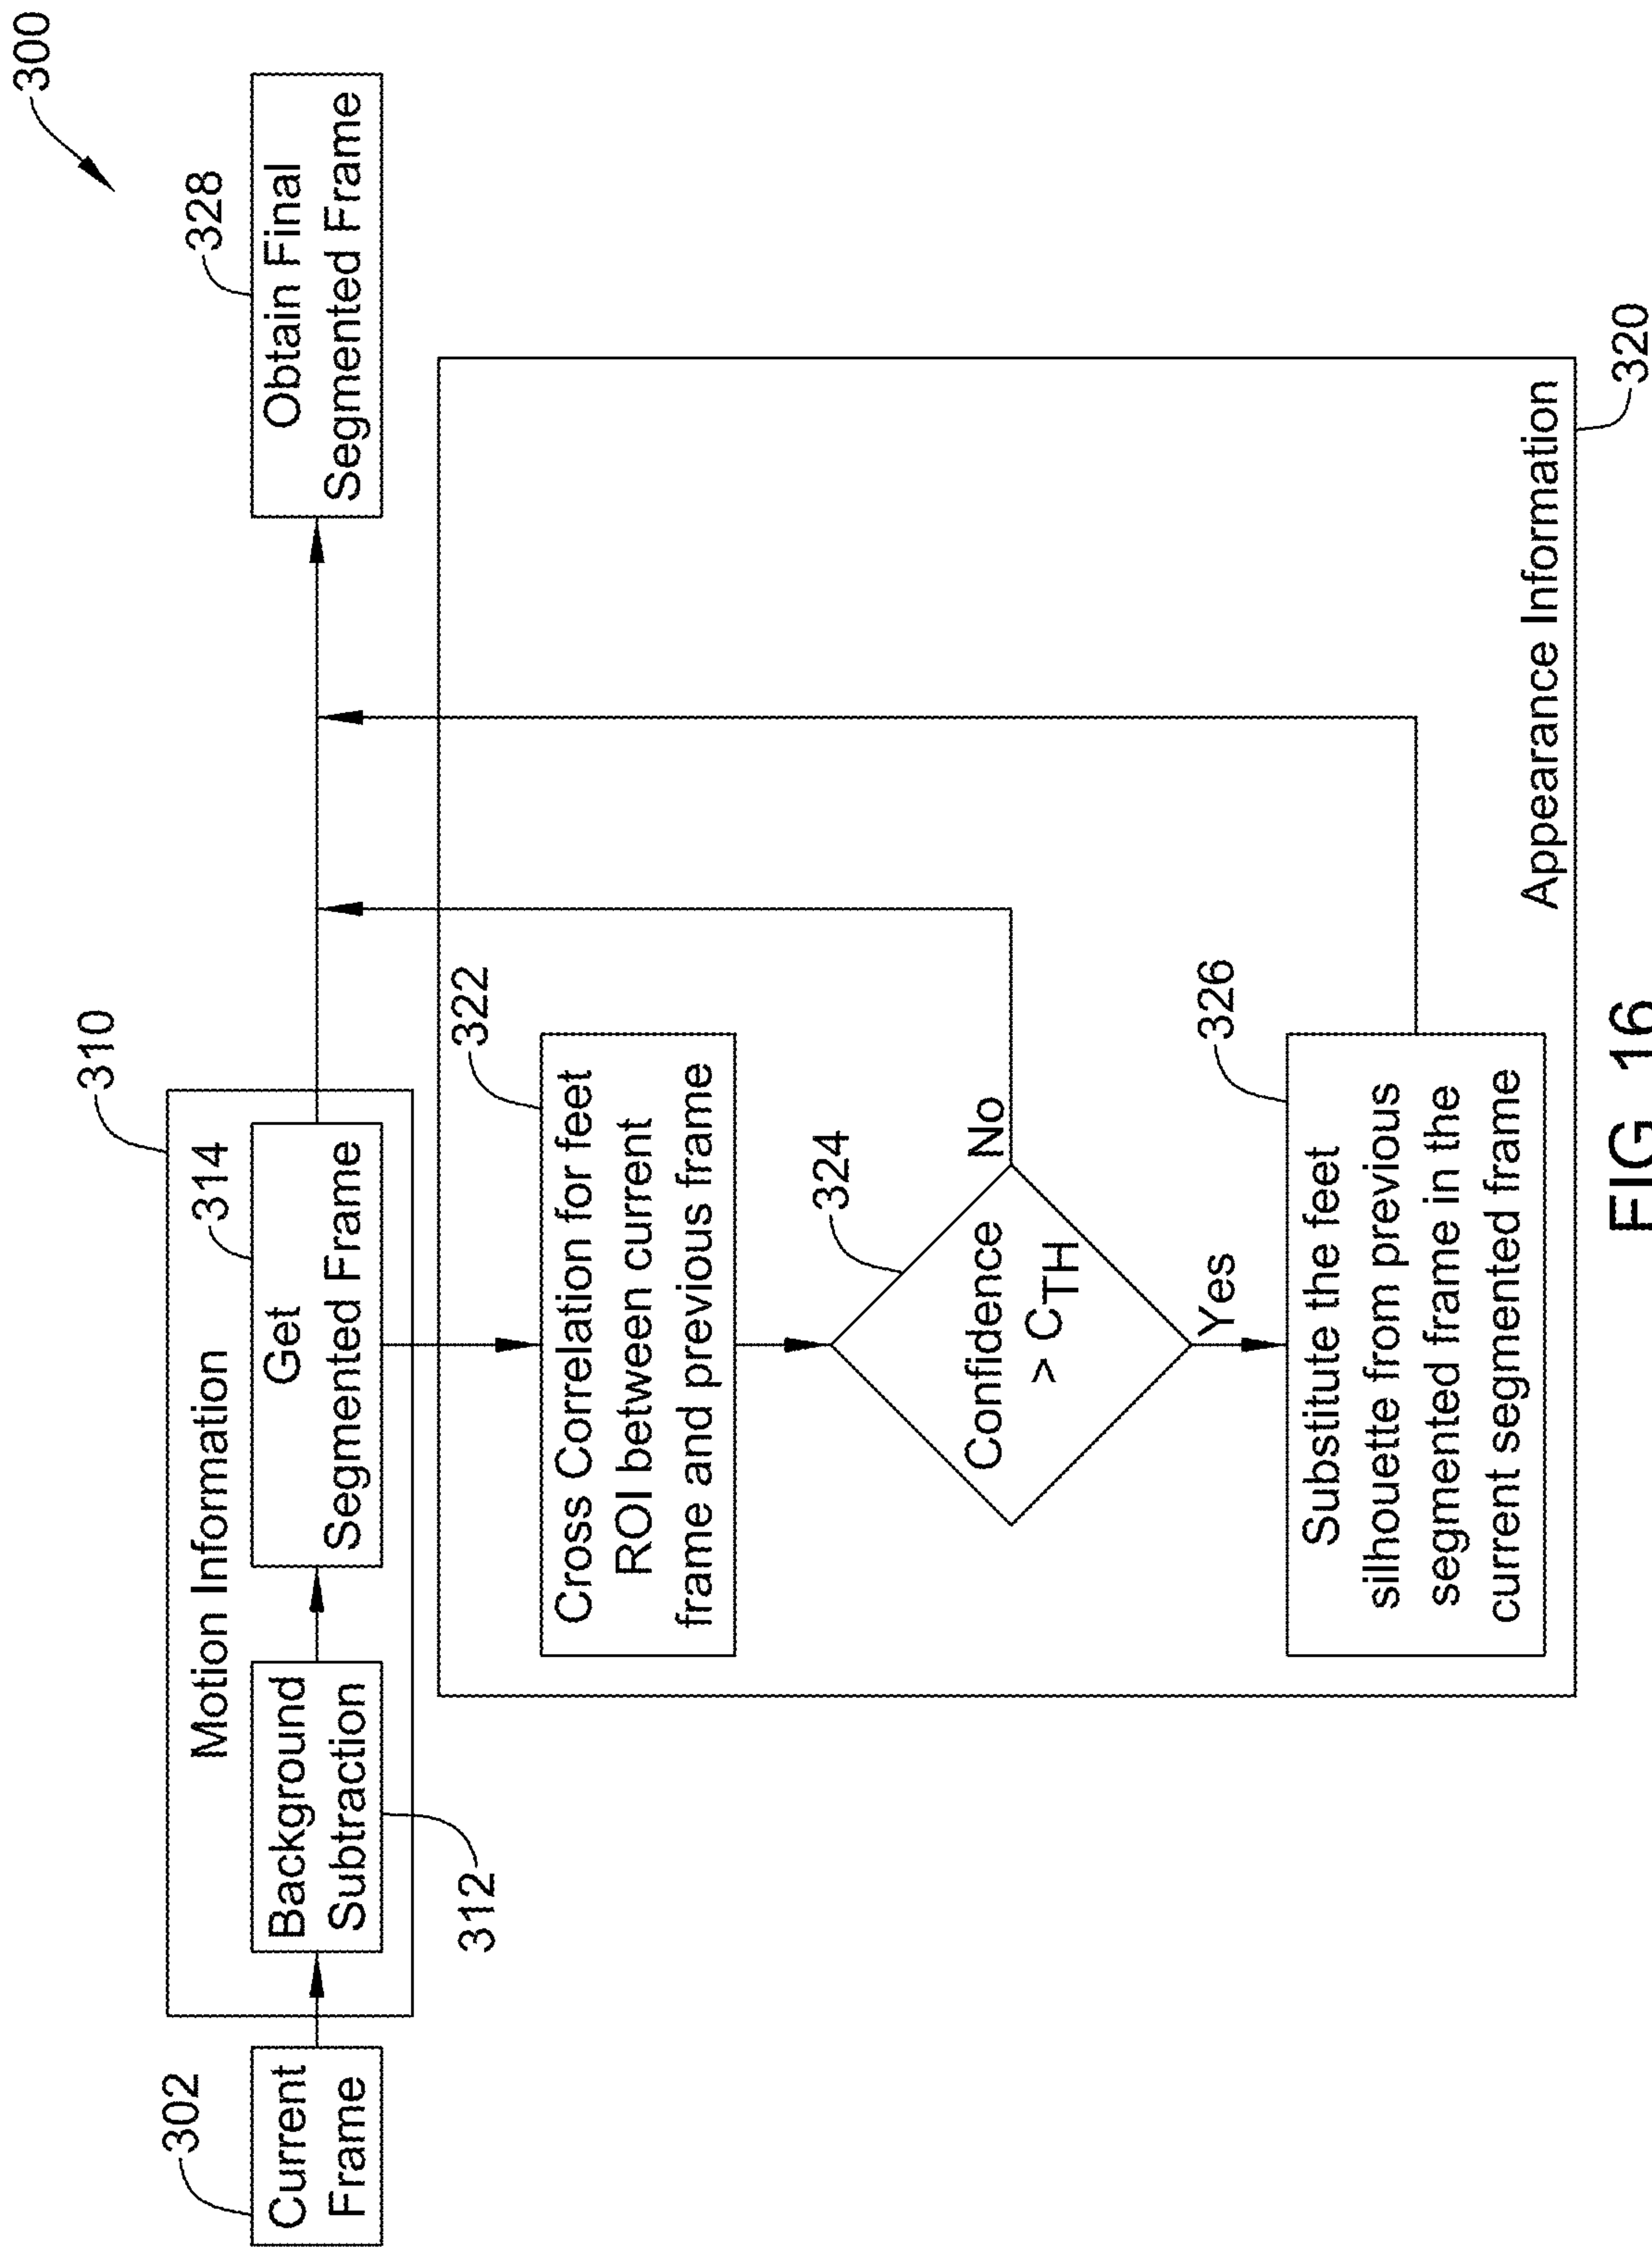 300
310
Motion Information
302
Current
Frame
Background
Subtraction
312
314
Get
Segmented Frame
328
Obtain Final
Segmented Frame
322
Cross Correlation for feet
ROI between current
frame and previous frame
324
Confidence
> CTH
No
Yes
326
Substitute the feet
silhouette from previous
segmented frame in the
current segmented frame
Appearance Information
320
FIG 16